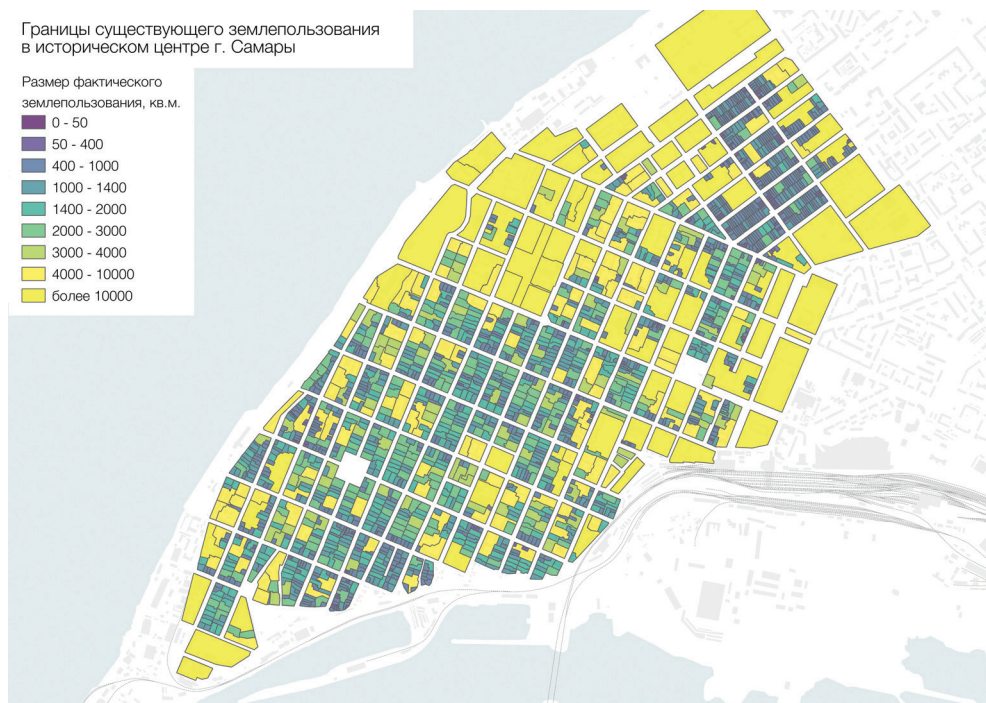 Границы существующего землепользования
в историческом центре г. Самары
Размер фактического
землепользования, кв.м.
0 - 50
50 - 400
400 - 1000
1000 - 1400
1400 - 2000
2000 - 3000
3000 - 4000
4000 - 10000
более 10000